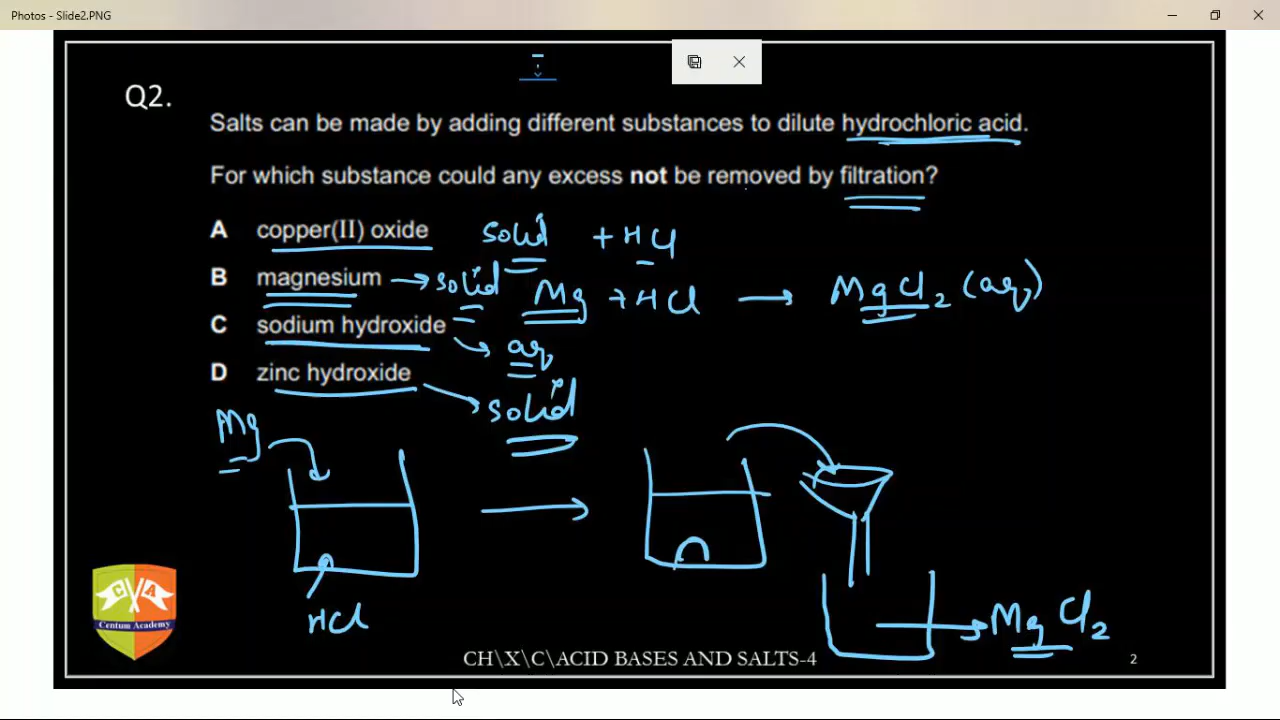 Photos - Slide2.PNG
Q2.
Salts can be made by adding different substances to dilute hydrochloric acid.
For which substance could any excess not be removed by filtration?
A copper(II) oxide solid + HCl
B magnesium → solid Mg + HCl → MgCl2 (aq)
C sodium hydroxide → aq
D zinc hydroxide → solid
Mg
HCl
MgCl2
C A
Centum Academy
CH\X\C\ACID BASES AND SALTS-4
2